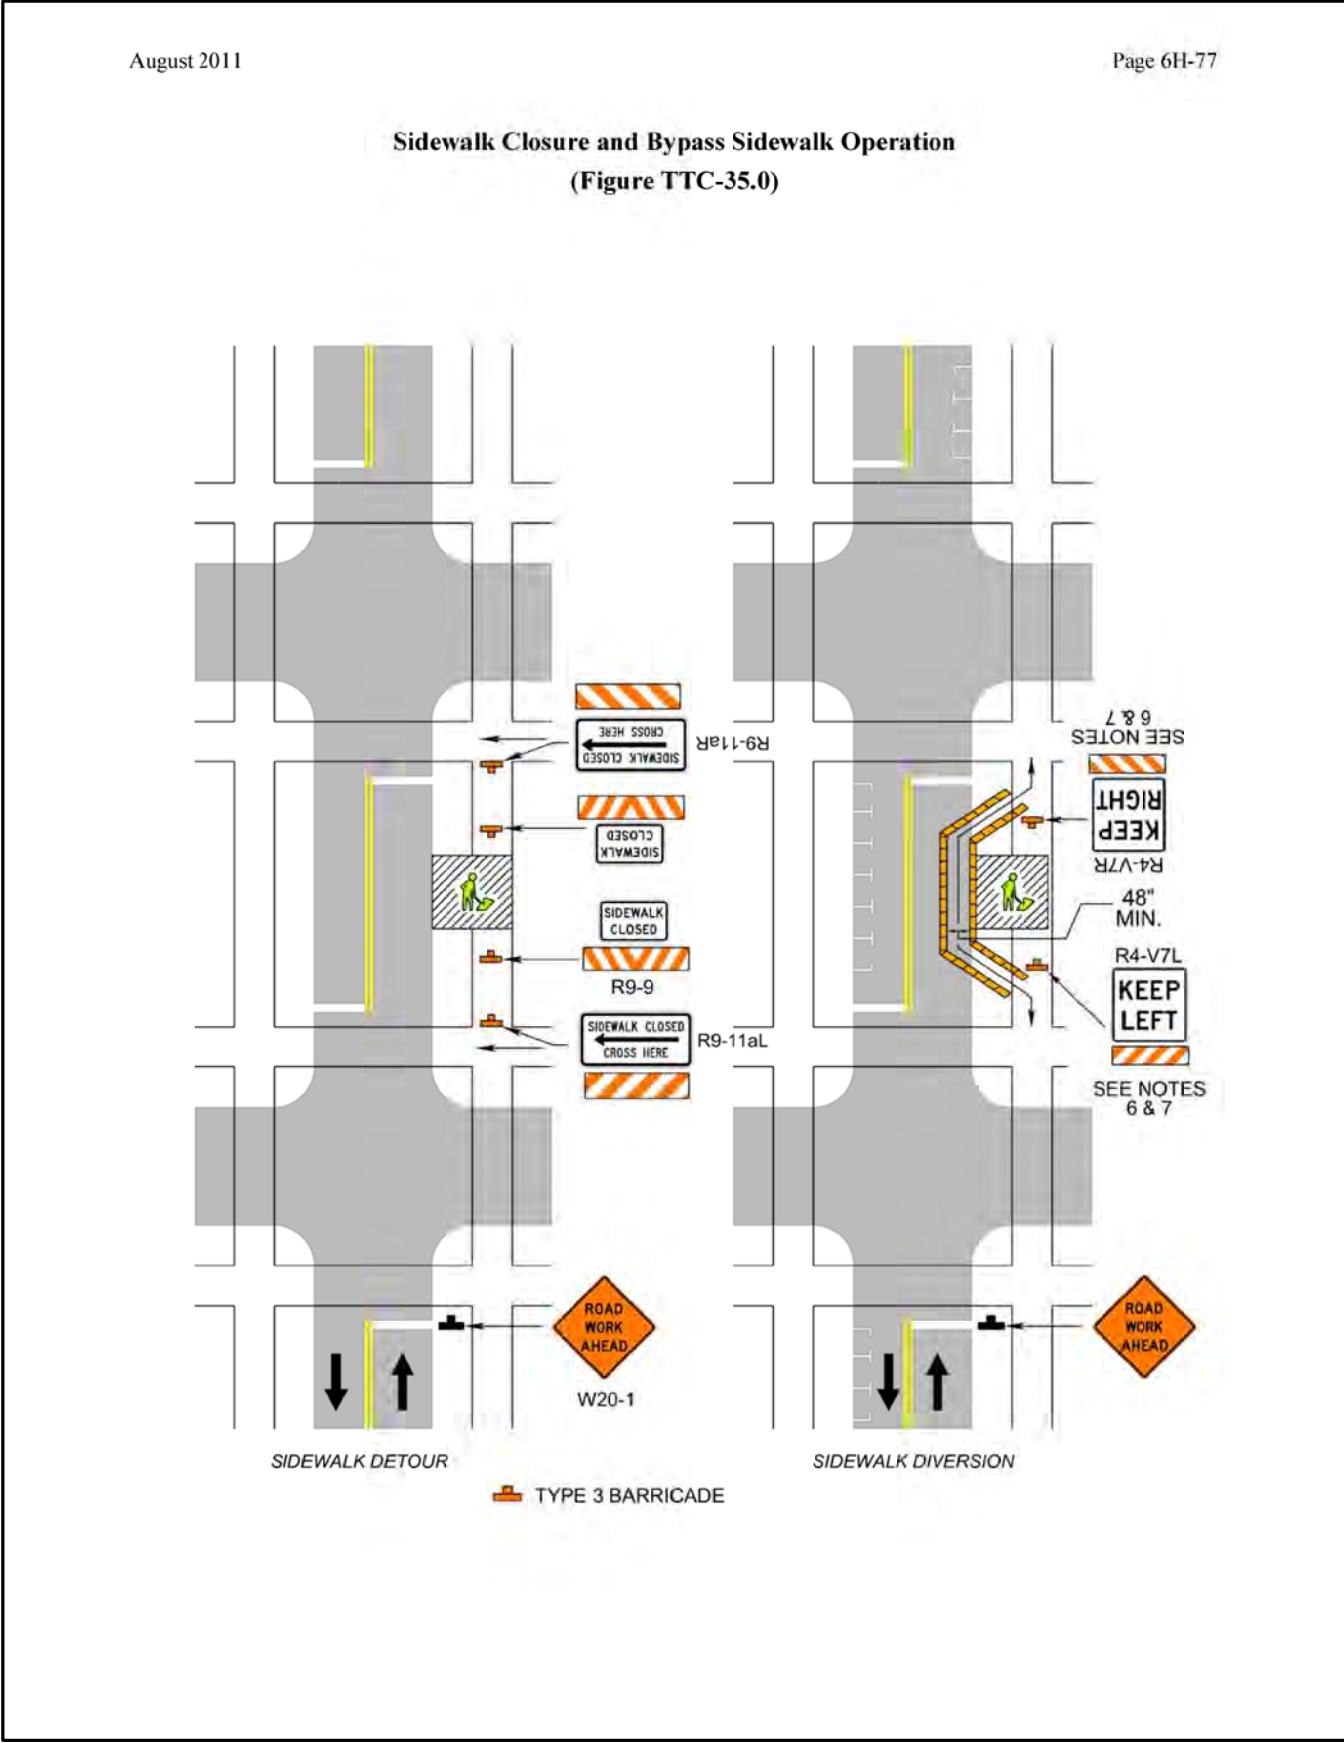 August 2011
Page 6H-77
Sidewalk Closure and Bypass Sidewalk Operation
(Figure TTC-35.0)
SIDEWALK CLOSED
CROSS HERE
R9-11aR
SIDEWALK
CLOSED
SIDEWALK
CLOSED
R9-9
SIDEWALK CLOSED
CROSS HERE
R9-11aL
ROAD
WORK
AHEAD
W20-1
SIDEWALK DETOUR
SEE NOTES
6 & 7
KEEP
RIGHT
R4-V7R
48"
MIN.
R4-V7L
KEEP
LEFT
SEE NOTES
6 & 7
ROAD
WORK
AHEAD
SIDEWALK DIVERSION
TYPE 3 BARRICADE